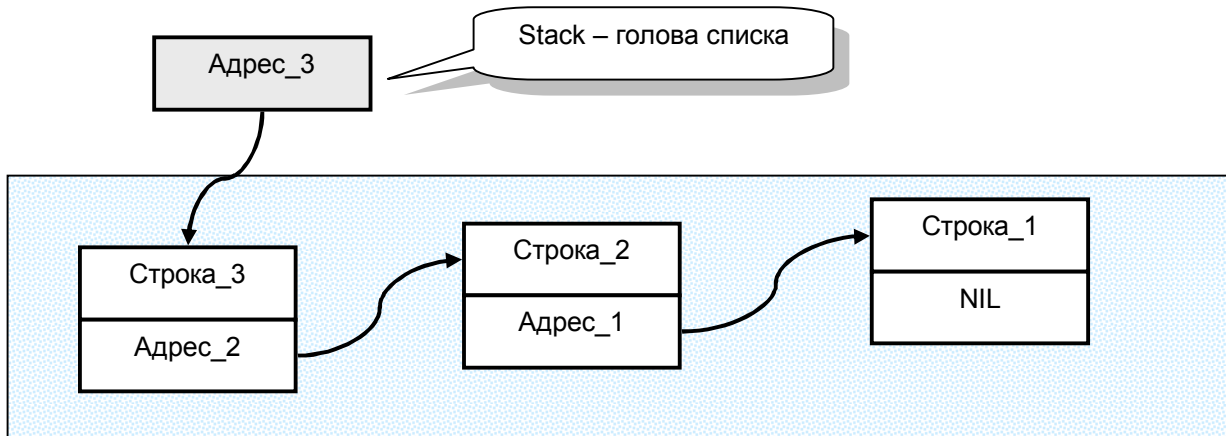 Stack – голова списка
Адрес_3
Строка_3
Адрес_2
Строка_2
Адрес_1
Строка_1
NIL